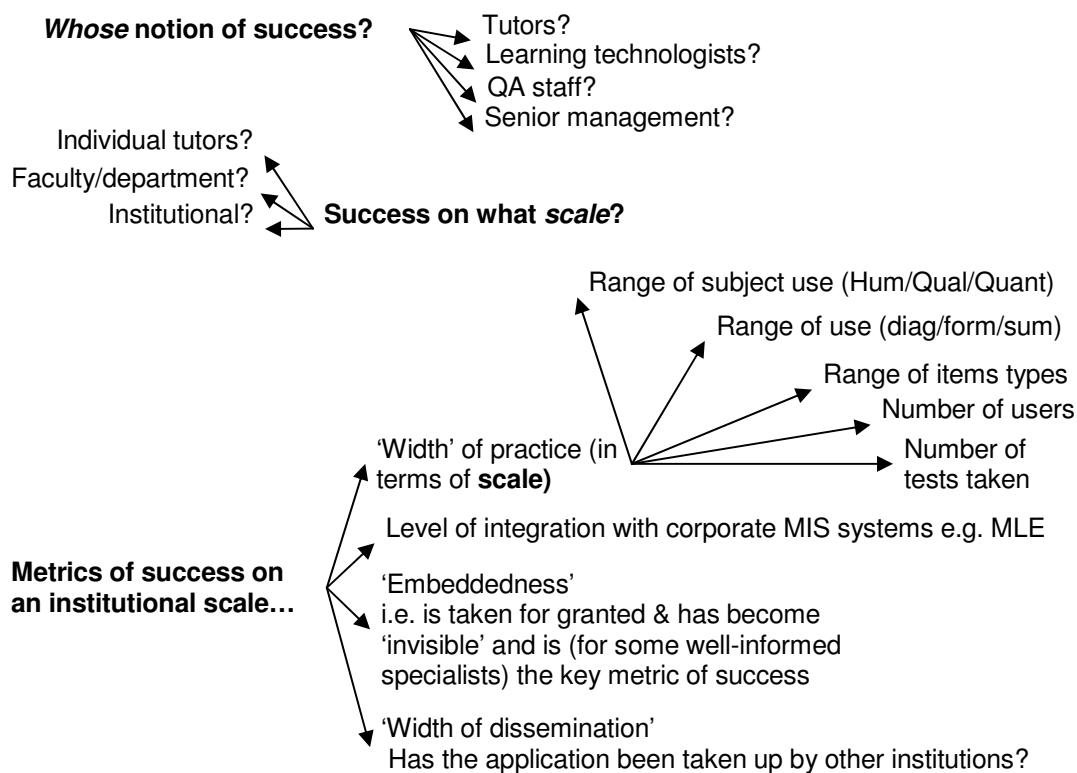 Whose notion of success?
Tutors?
Learning technologists?
QA staff?
Senior management?
Individual tutors?
Faculty/department?
Institutional?
Success on what scale?
Range of subject use (Hum/Qual/Quant)
Range of use (diag/form/sum)
Range of items types
Number of users
Number of
tests taken
‘Width’ of practice (in
terms of scale)
Level of integration with corporate MIS systems e.g. MLE
Metrics of success on
an institutional scale…
‘Embeddedness’
i.e. is taken for granted & has become
‘invisible’ and is (for some well-informed
specialists) the key metric of success
‘Width of dissemination’
Has the application been taken up by other institutions?